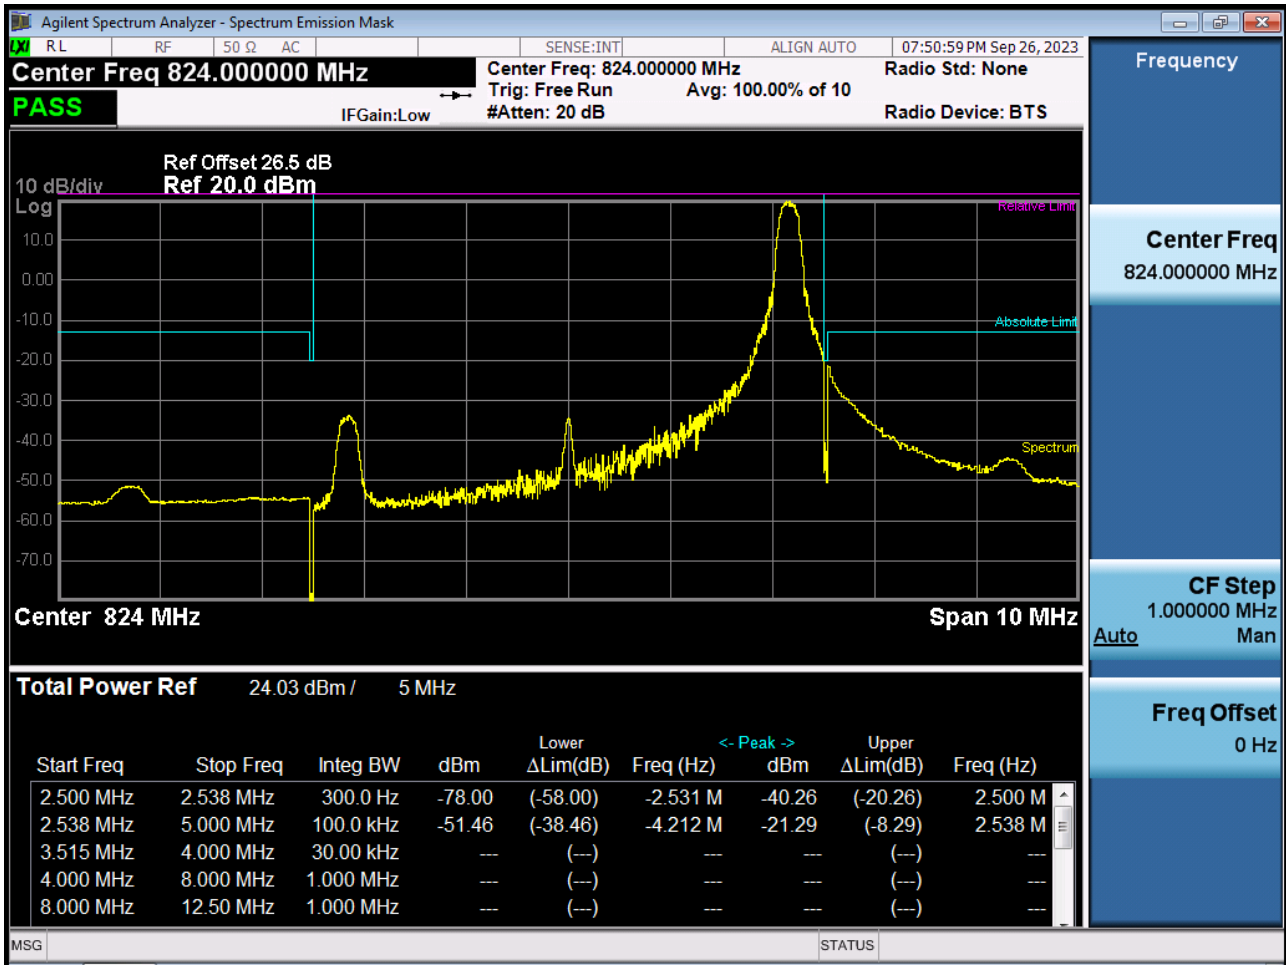 Agilent Spectrum Analyzer - Spectrum Emission Mask
LXI RL RF 50 Ω AC SENSE:INT ALIGN AUTO 07:50:59 PM Sep 26, 2023
Center Freq 824.000000 MHz
Center Freq: 824.000000 MHz
Radio Std: None
Trig: Free Run Avg: 100.00% of 10
PASS
IFGain:Low
#Atten: 20 dB
Radio Device: BTS
Ref Offset 26.5 dB
10 dB/div Ref 20.0 dBm
Log
Relative Limit
10.0
0.00
-10.0
Absolute Limit
-20.0
-30.0
-40.0
Spectrum
-50.0
-60.0
-70.0
Center 824 MHz Span 10 MHz
Total Power Ref 24.03 dBm / 5 MHz
Lower <- Peak -> Upper
Start Freq Stop Freq Integ BW dBm ΔLim(dB) Freq (Hz) dBm ΔLim(dB) Freq (Hz)
2.500 MHz 2.538 MHz 300.0 Hz -78.00 (-58.00) -2.531 M -40.26 (-20.26) 2.500 M
2.538 MHz 5.000 MHz 100.0 kHz -51.46 (-38.46) -4.212 M -21.29 (-8.29) 2.538 M
3.515 MHz 4.000 MHz 30.00 kHz --- (---) --- --- (---) ---
4.000 MHz 8.000 MHz 1.000 MHz --- (---) --- --- (---) ---
8.000 MHz 12.50 MHz 1.000 MHz --- (---) --- --- (---) ---
MSG STATUS
Frequency
Center Freq
824.000000 MHz
CF Step
1.000000 MHz
Auto Man
Freq Offset
0 Hz